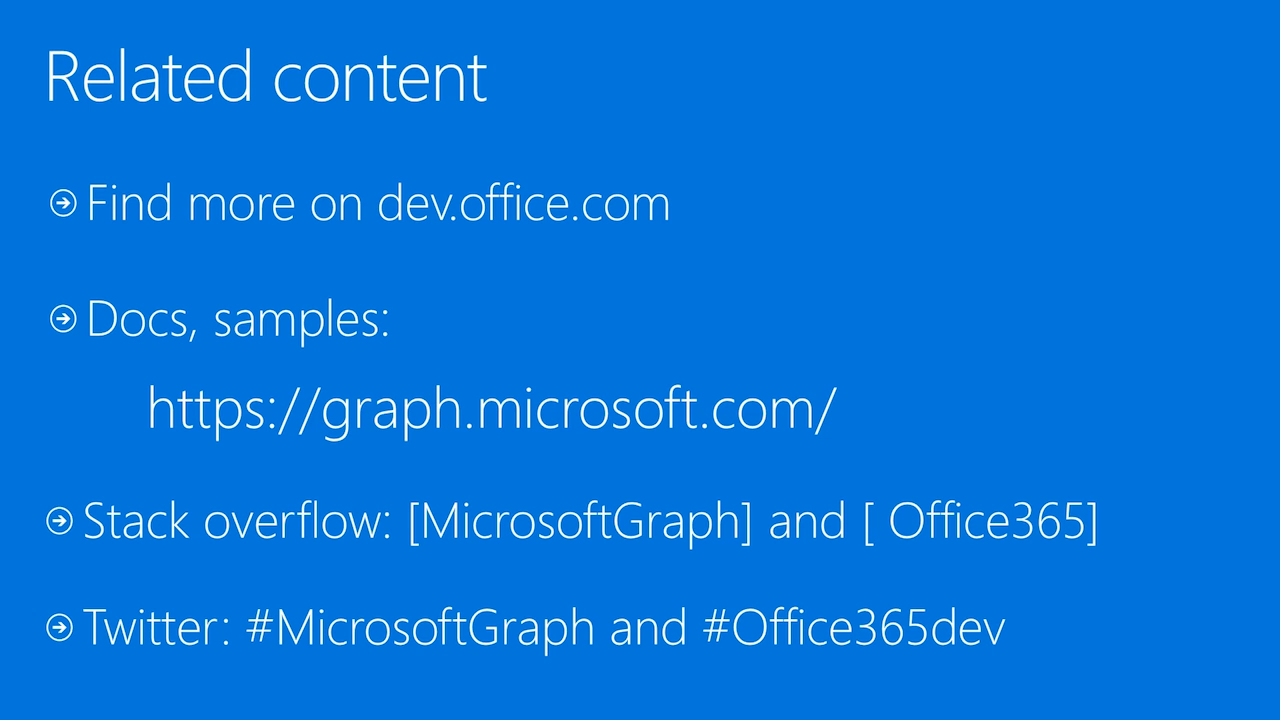 Related content
Find more on dev.office.com
Docs, samples:
https://graph.microsoft.com/
Stack overflow: [MicrosoftGraph] and [ Office365]
Twitter: #MicrosoftGraph and #Office365dev